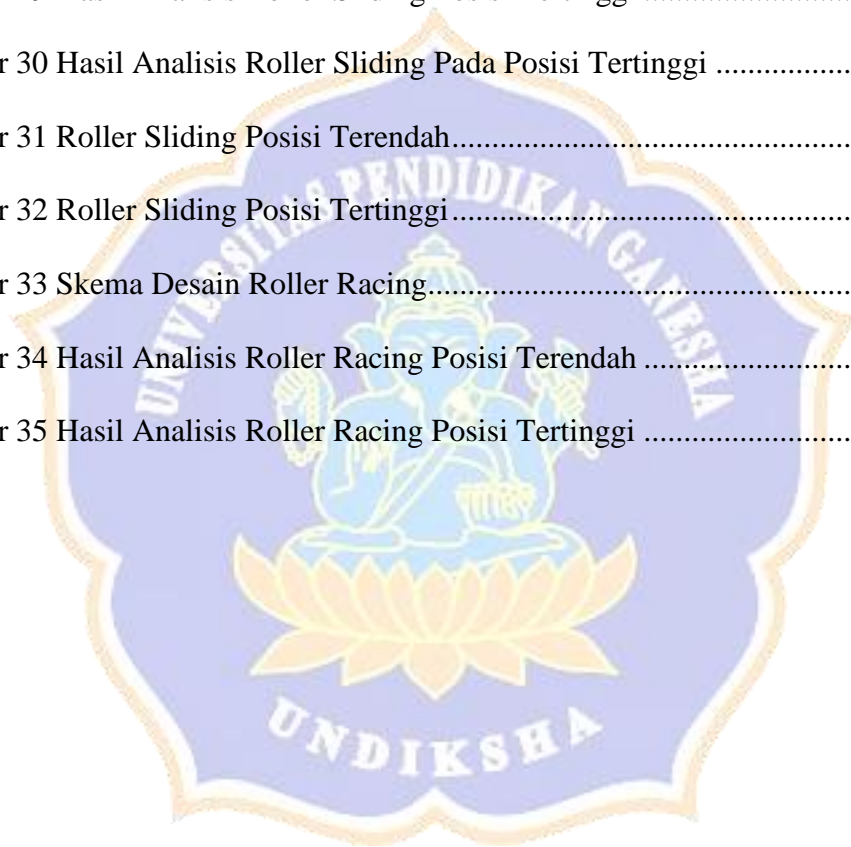 r 30 Hasil Analisis Roller Sliding Pada Posisi Tertinggi .................
r 31 Roller Sliding Posisi Terendah.................................................
r 32 Roller Sliding Posisi Tertinggi.................................................
r 33 Skema Desain Roller Racing....................................................
r 34 Hasil Analisis Roller Racing Posisi Terendah ..........................
r 35 Hasil Analisis Roller Racing Posisi Tertinggi ..........................
UNIVERSITAS PENDIDIKAN GANESHA
UNDIKSHA